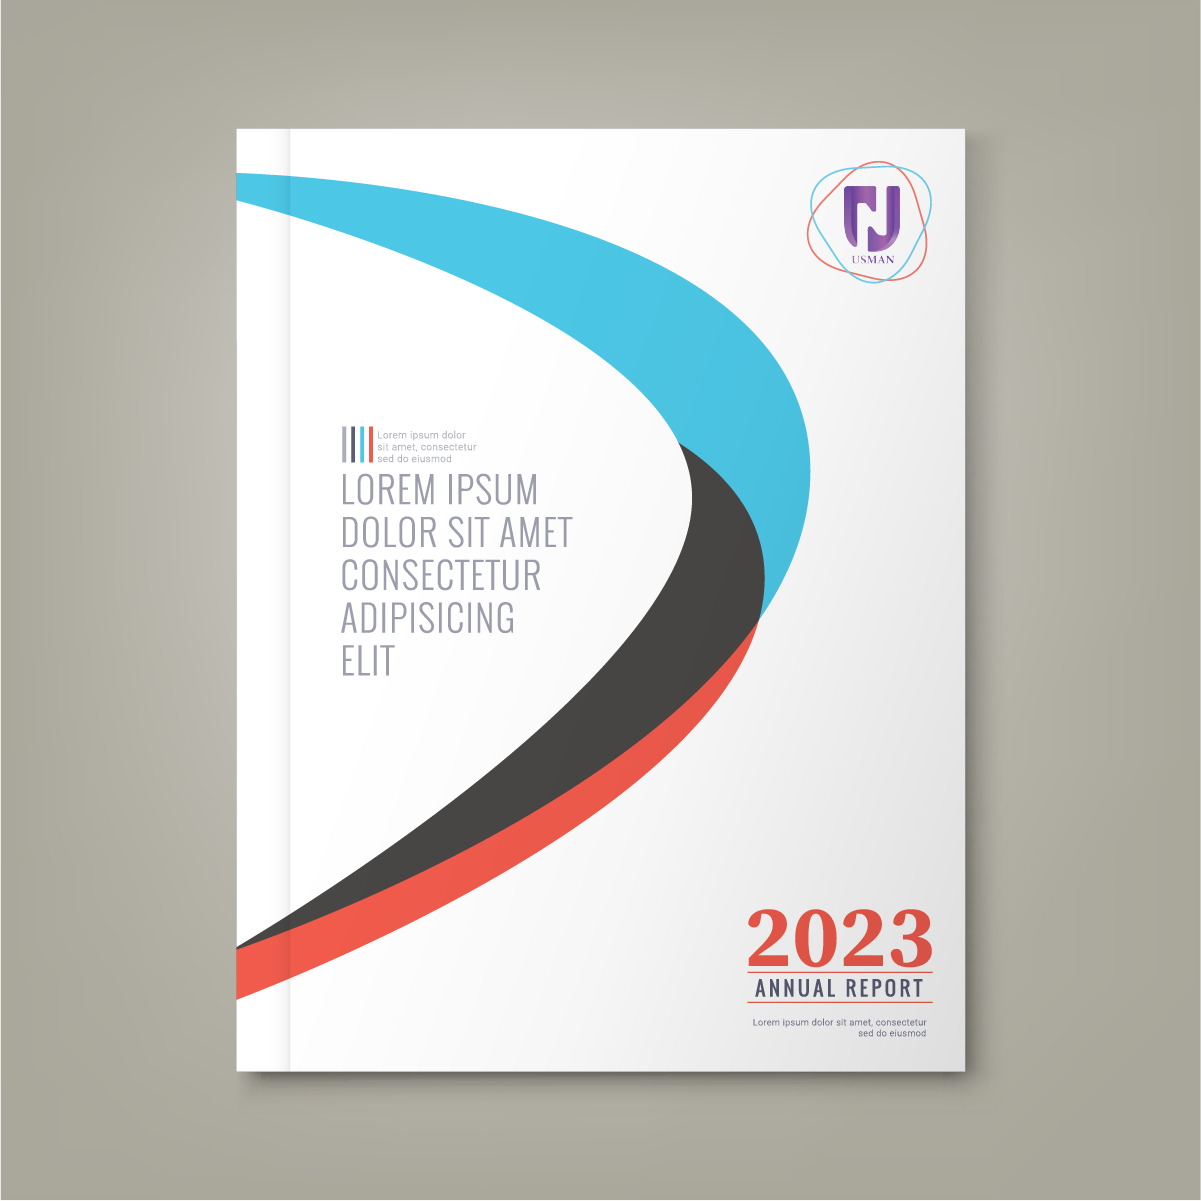 USMAN
Lorem ipsum dolor
sit amet, consectetur
sed do eiusmod
LOREM IPSUM
DOLOR SIT AMET
CONSECTETUR
ADIPISICING
ELIT
2023
ANNUAL REPORT
Lorem ipsum dolor sit amet, consectetur
sed do eiusmod